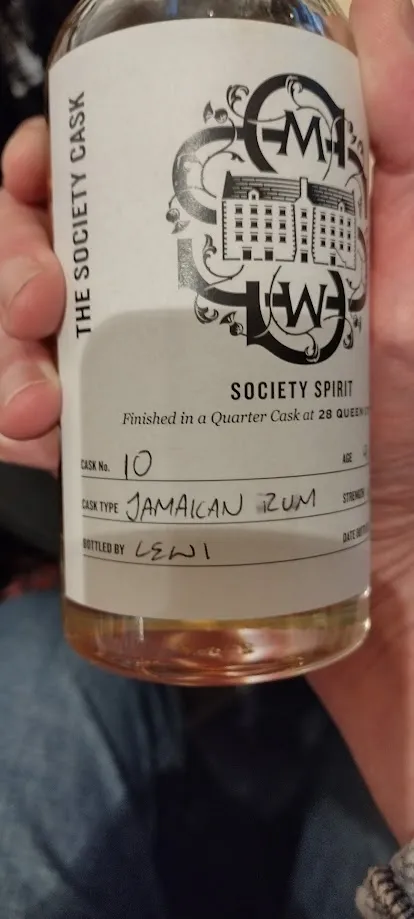 THE SOCIETY CASK
M
W
SOCIETY SPIRIT
Finished in a Quarter Cask at 28 QUEEN
CASK No. 10 AGE
CASK TYPE JAMAICAN RUM STRENGTH
BOTTLED BY LEWI DATE